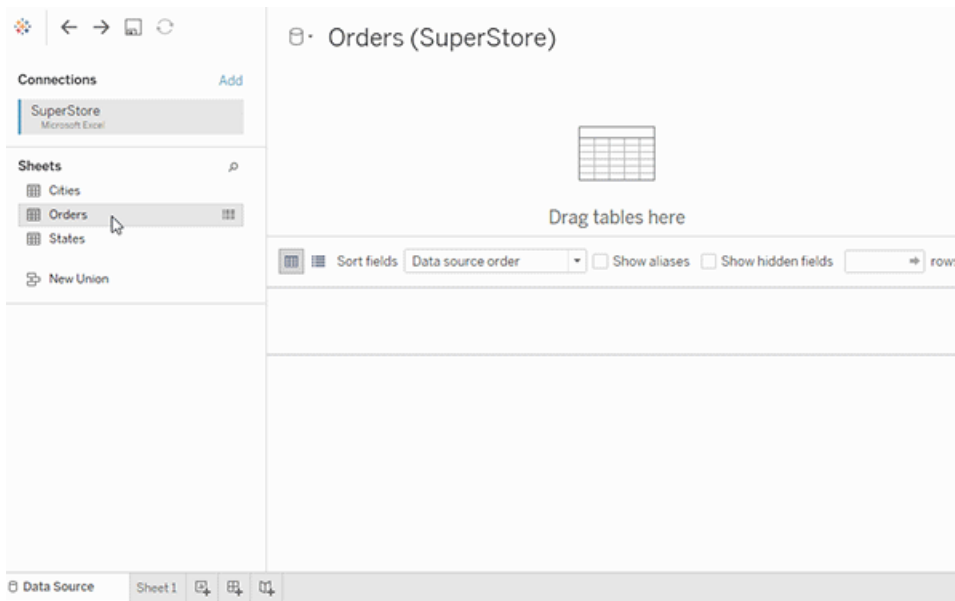 Orders (SuperStore)
Connections
Add
SuperStore
Microsoft Excel
Sheets
Cities
Orders
States
New Union
Drag tables here
Sort fields
Data source order
Show aliases
Show hidden fields
rows
Data Source
Sheet 1